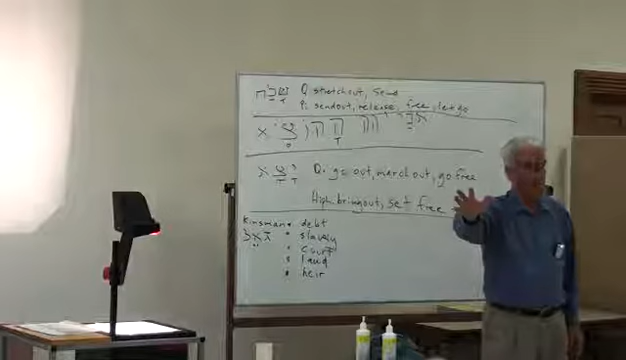 שָׁלַח Q stretch out, send
Pi. send out, release, free, let go
יָצָא Q. go out, march out, go free
Hiph. bring out, set free
kinsman • debt
• slavery
• court
• land
• heir